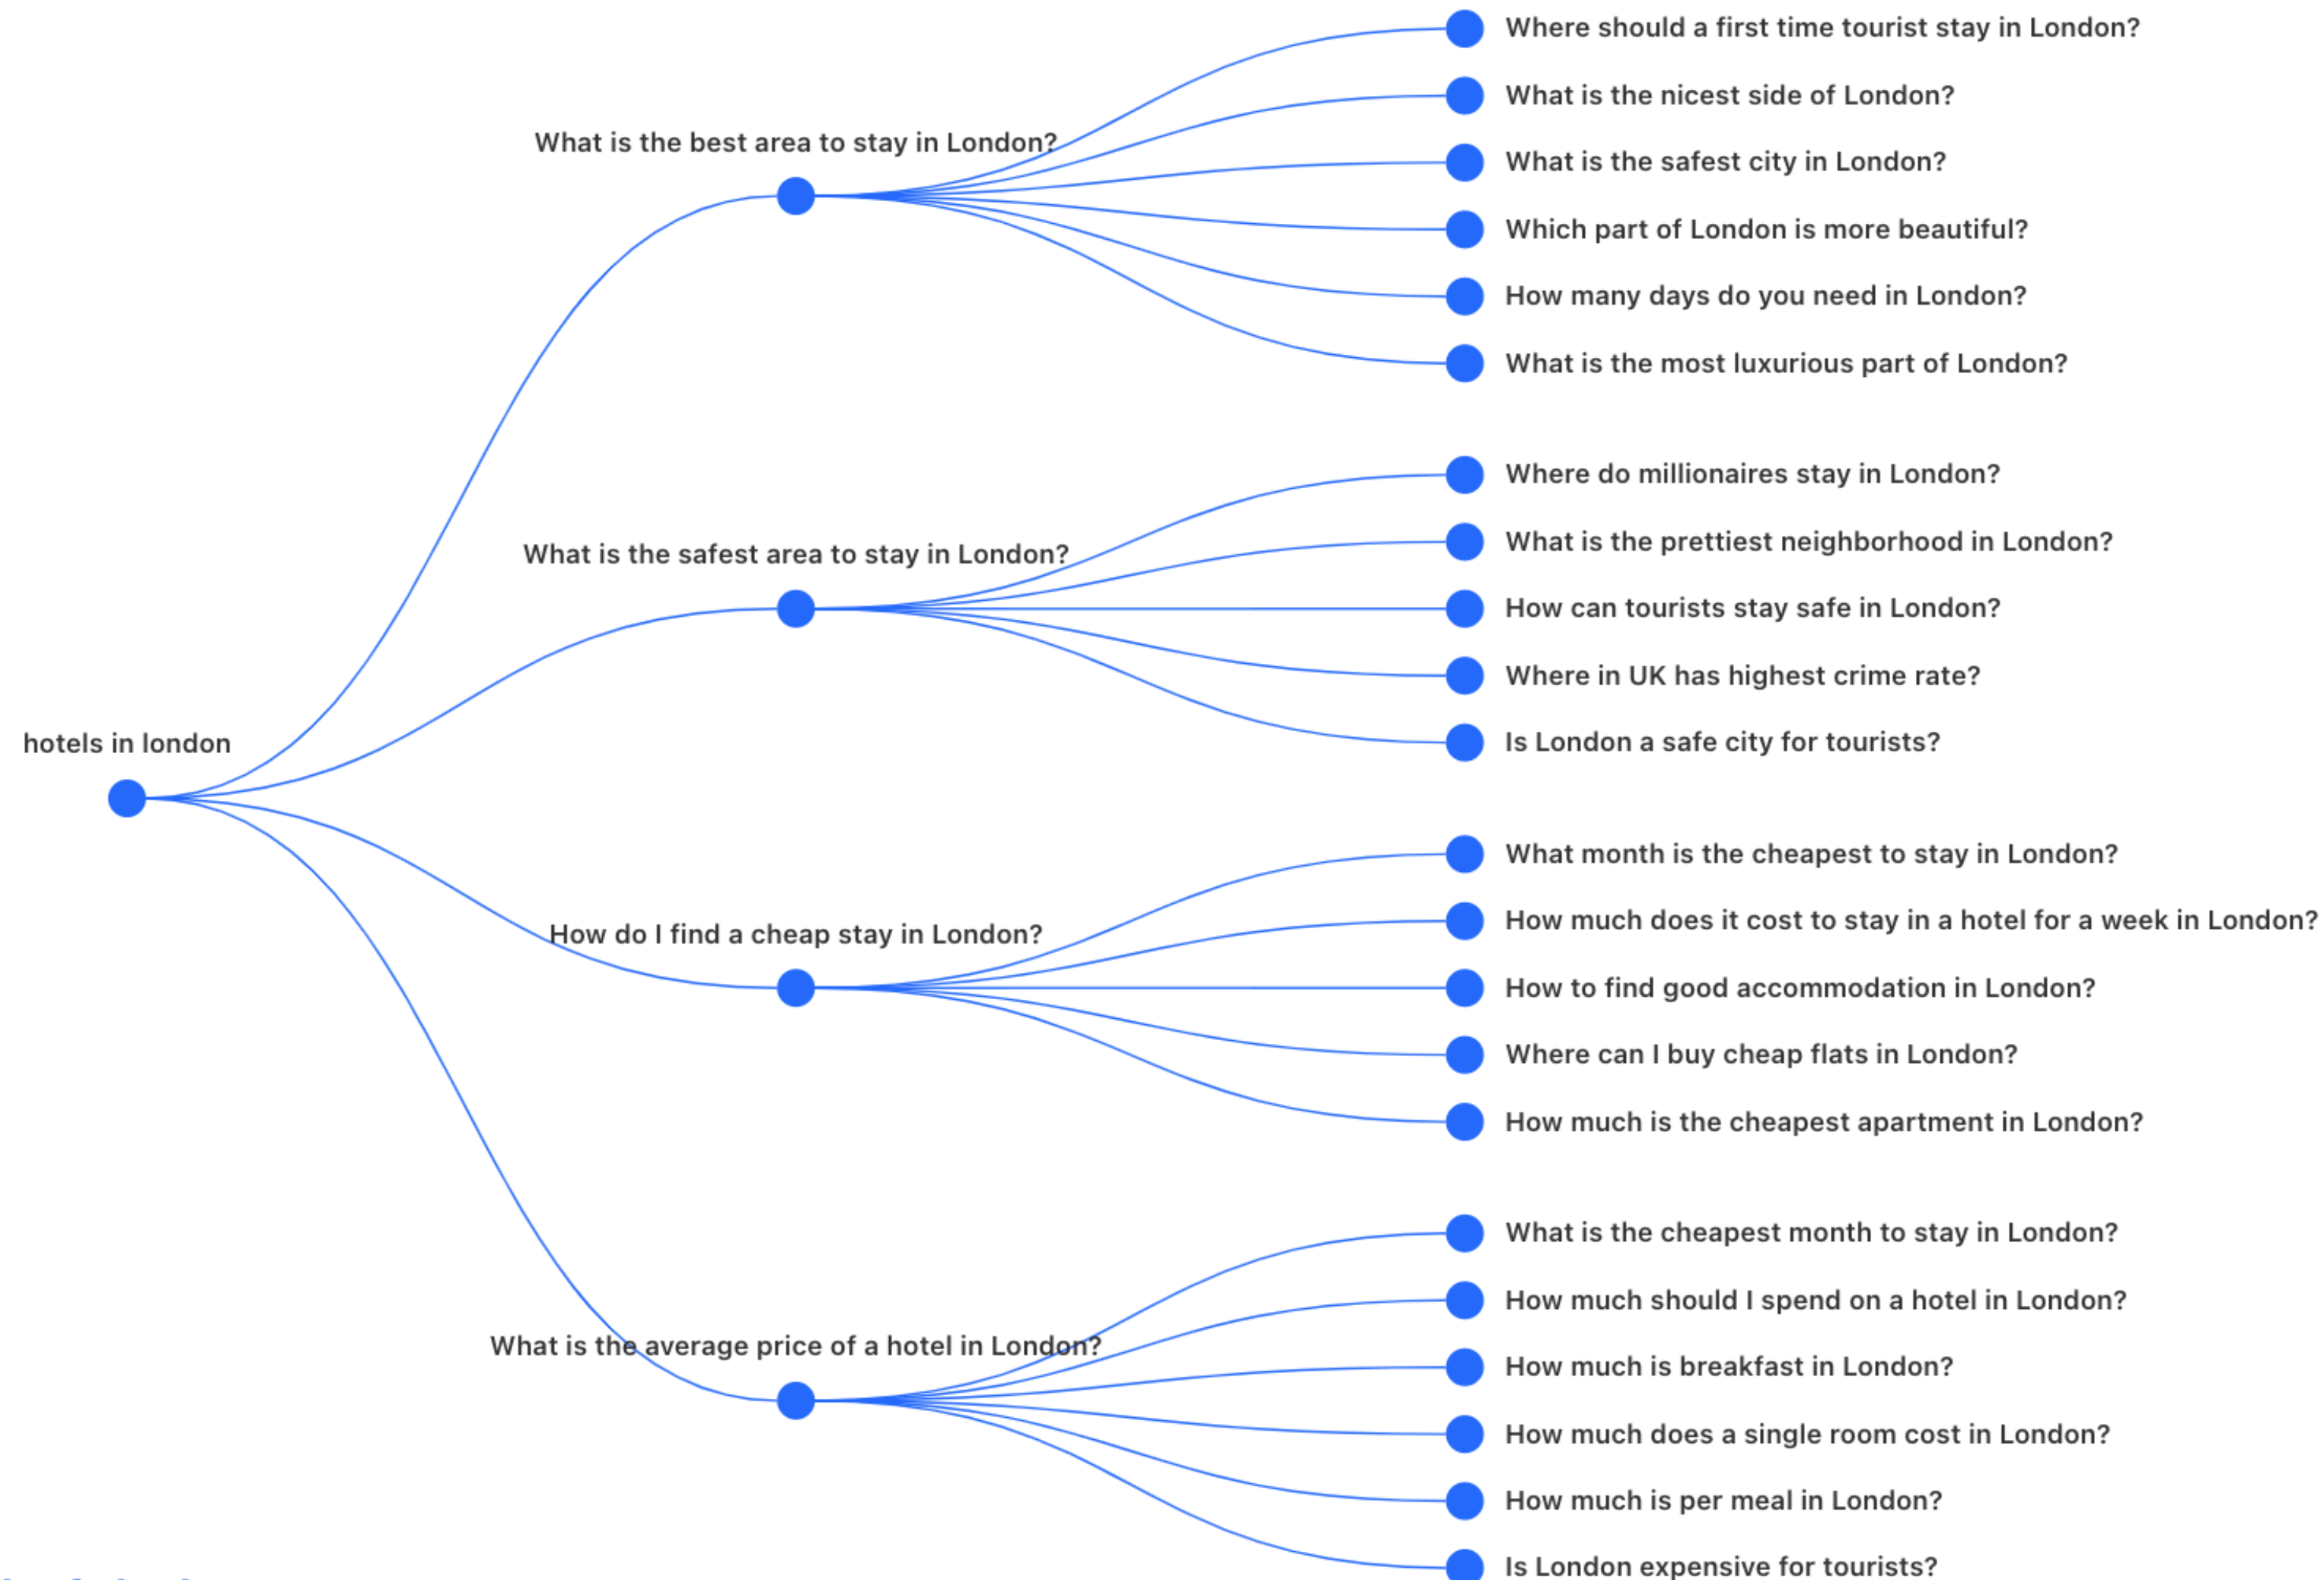 hotels in london
What is the best area to stay in London?
Where should a first time tourist stay in London?
What is the nicest side of London?
What is the safest city in London?
Which part of London is more beautiful?
How many days do you need in London?
What is the most luxurious part of London?
What is the safest area to stay in London?
Where do millionaires stay in London?
What is the prettiest neighborhood in London?
How can tourists stay safe in London?
Where in UK has highest crime rate?
Is London a safe city for tourists?
How do I find a cheap stay in London?
What month is the cheapest to stay in London?
How much does it cost to stay in a hotel for a week in London?
How to find good accommodation in London?
Where can I buy cheap flats in London?
How much is the cheapest apartment in London?
What is the average price of a hotel in London?
What is the cheapest month to stay in London?
How much should I spend on a hotel in London?
How much is breakfast in London?
How much does a single room cost in London?
How much is per meal in London?
Is London expensive for tourists?